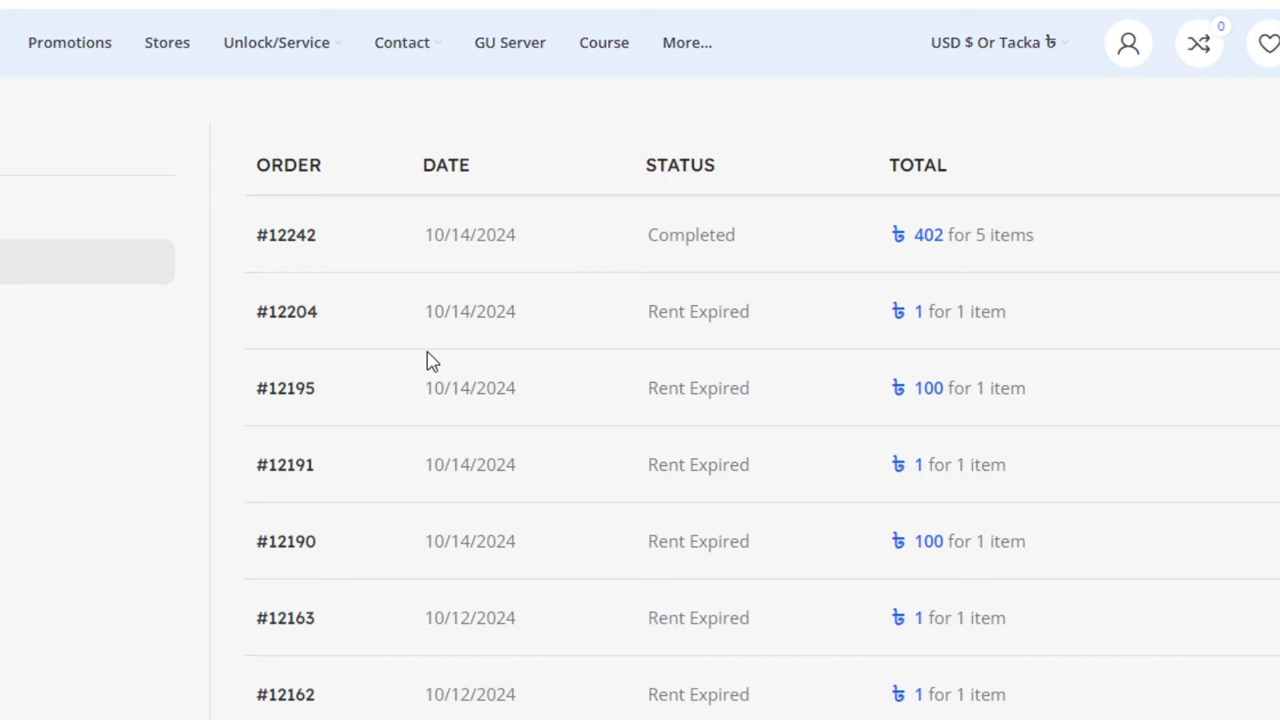 Promotions Stores Unlock/Service Contact GU Server Course More... USD $ Or Tacka ৳ 0
ORDER DATE STATUS TOTAL
#12242 10/14/2024 Completed ৳ 402 for 5 items
#12204 10/14/2024 Rent Expired ৳ 1 for 1 item
#12195 10/14/2024 Rent Expired ৳ 100 for 1 item
#12191 10/14/2024 Rent Expired ৳ 1 for 1 item
#12190 10/14/2024 Rent Expired ৳ 100 for 1 item
#12163 10/12/2024 Rent Expired ৳ 1 for 1 item
#12162 10/12/2024 Rent Expired ৳ 1 for 1 item